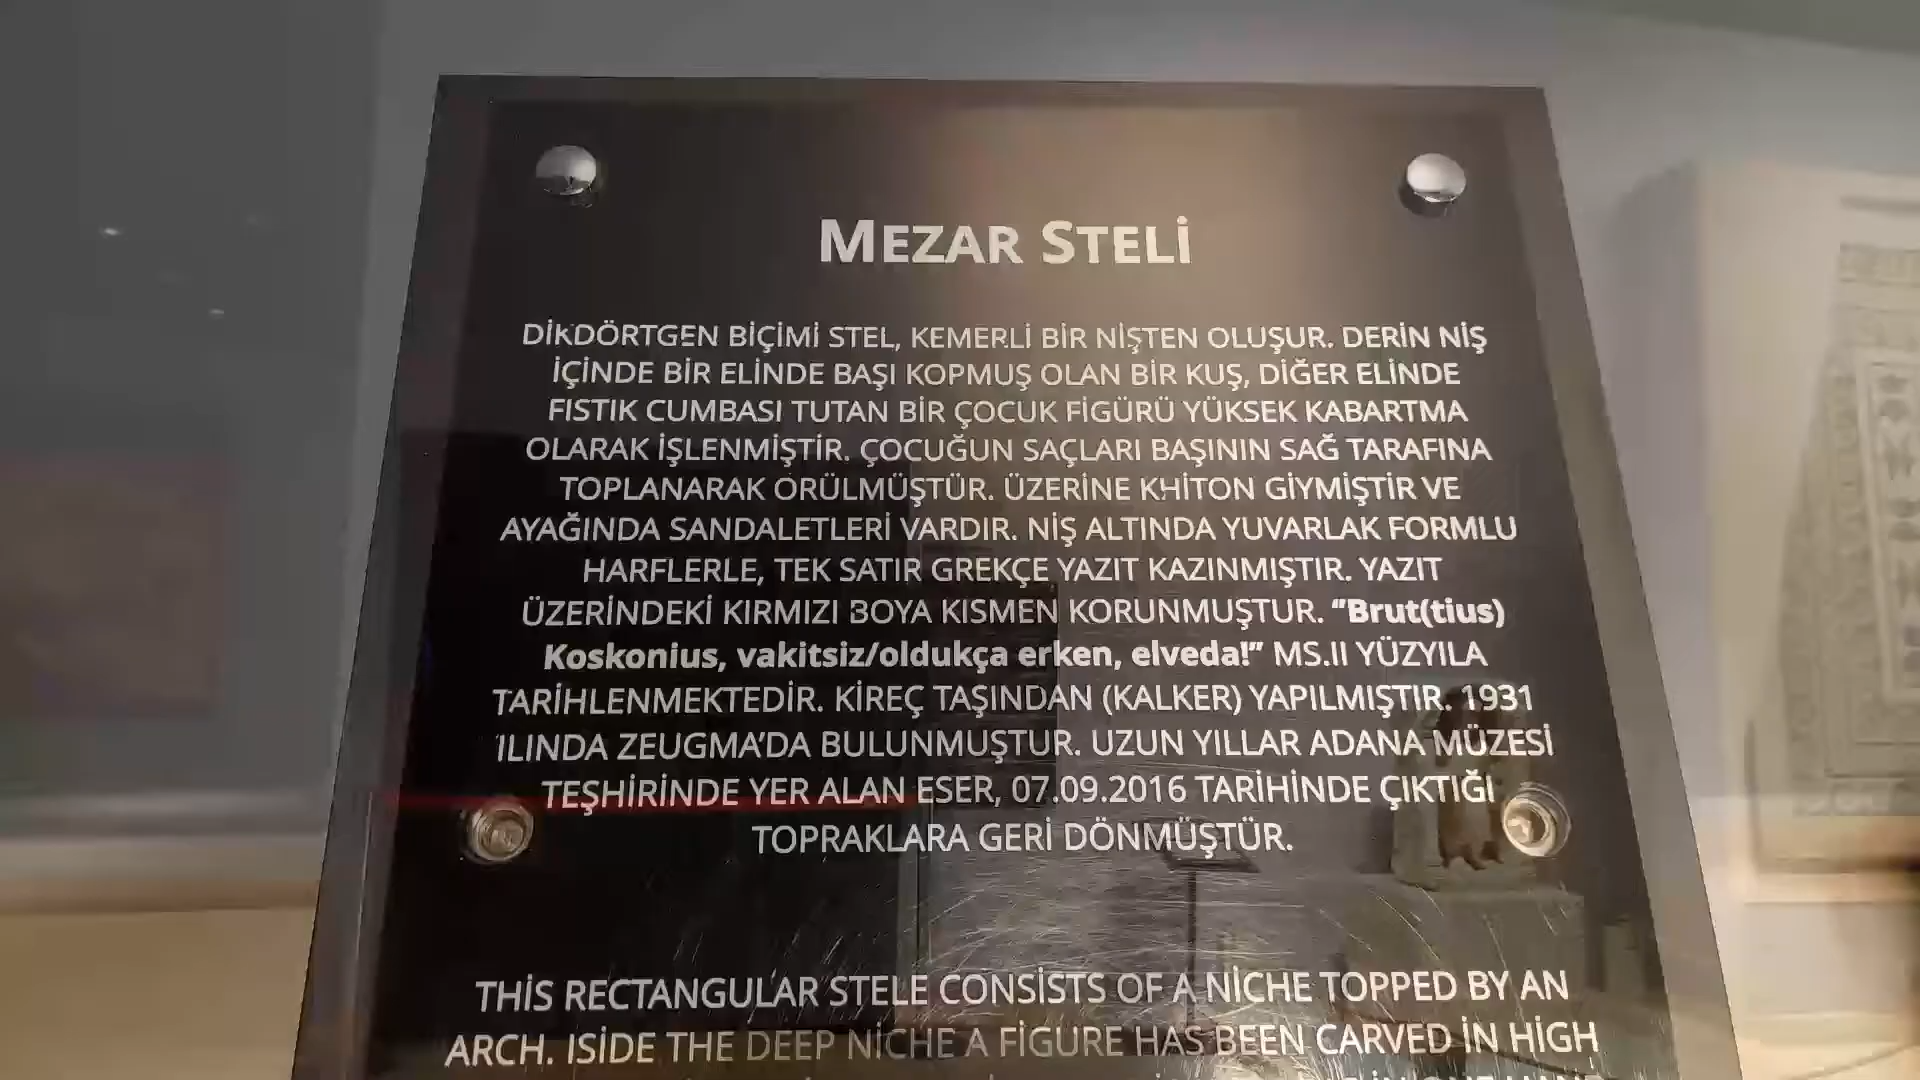 MEZAR STELİ
DİKDÖRTGEN BİÇİMİ STEL, KEMERLİ BİR NİŞTEN OLUŞUR. DERİN NİŞ
İÇİNDE BİR ELİNDE BAŞI KOPMUŞ OLAN BİR KUŞ, DİĞER ELİNDE
FISTIK CUMBASI TUTAN BİR ÇOCUK FİGÜRÜ YÜKSEK KABARTMA
OLARAK İŞLENMİŞTİR. ÇOCUĞUN SAÇLARI BAŞININ SAĞ TARAFINA
TOPLANARAK ÖRÜLMÜŞTÜR. ÜZERİNE KHİTON GİYMİŞTİR VE
AYAĞINDA SANDALETLERİ VARDIR. NİŞ ALTINDA YUVARLAK FORMLU
HARFLERLE, TEK SATIR GREKÇE YAZIT KAZINMIŞTIR. YAZIT
ÜZERİNDEKİ KIRMIZI BOYA KISMEN KORUNMUŞTUR. "Brut(tius)
Koskonius, vakitsiz/oldukça erken, elveda!" MS.II YÜZYILA
TARİHLENMEKTEDİR. KİREÇ TAŞINDAN (KALKER) YAPILMIŞTIR. 1931
YILINDA ZEUGMA'DA BULUNMUŞTUR. UZUN YILLAR ADANA MÜZESİ
TEŞHİRİNDE YER ALAN ESER, 07.09.2016 TARİHİNDE ÇIKTIĞI
TOPRAKLARA GERİ DÖNMÜŞTÜR.
THİS RECTANGULAR STELE CONSİSTS OF A NİCHE TOPPED BY AN
ARCH. ISİDE THE DEEP NİCHE A FİGURE HAS BEEN CARVED İN HİGH